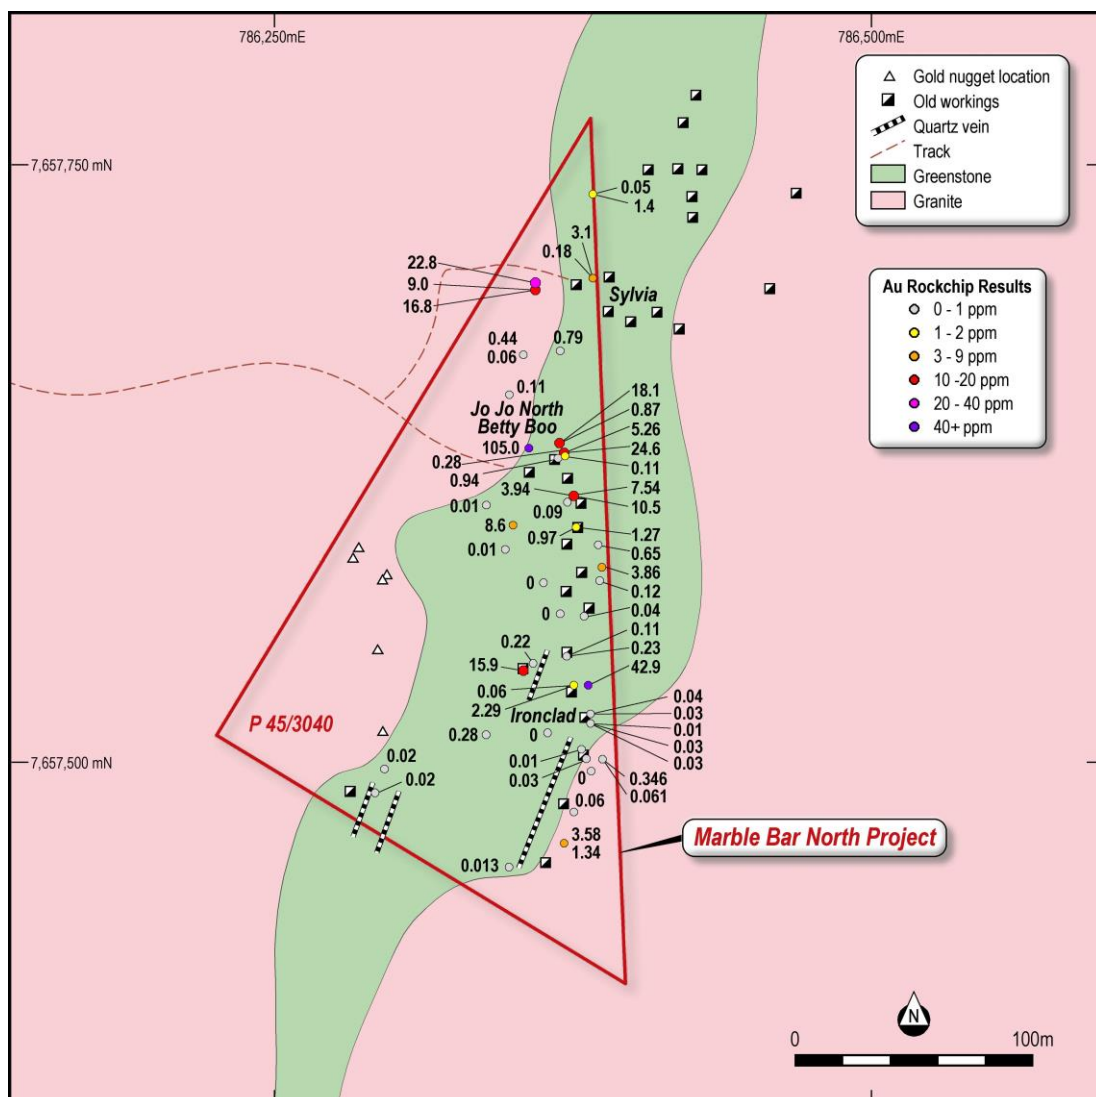 786,250mE
786,500mE
Gold nugget location
Old workings
Quartz vein
Track
Greenstone
Granite
7,657,750 mN
0.05
1.4
3.1
0.18
22.8
9.0
16.8
Sylvia
Au Rockchip Results
0 - 1 ppm
1 - 2 ppm
3 - 9 ppm
10 -20 ppm
20 - 40 ppm
40+ ppm
0.44
0.06
0.79
0.11
Jo Jo North
Betty Boo
105.0
18.1
0.87
5.26
24.6
0.11
0.28
0.94
3.94
7.54
10.5
0.01
0.09
8.6
0.97
1.27
0.01
0.65
3.86
0
0.12
0
0.04
0.11
0.22
0.23
15.9
42.9
0.06
2.29
Ironclad
P 45/3040
0.28
0
0.04
0.03
0.01
0.03
0.03
7,657,500 mN
0.02
0.02
0.01
0.03
0
0.346
0.061
0.06
3.58
1.34
0.013
Marble Bar North Project
N
0
100m